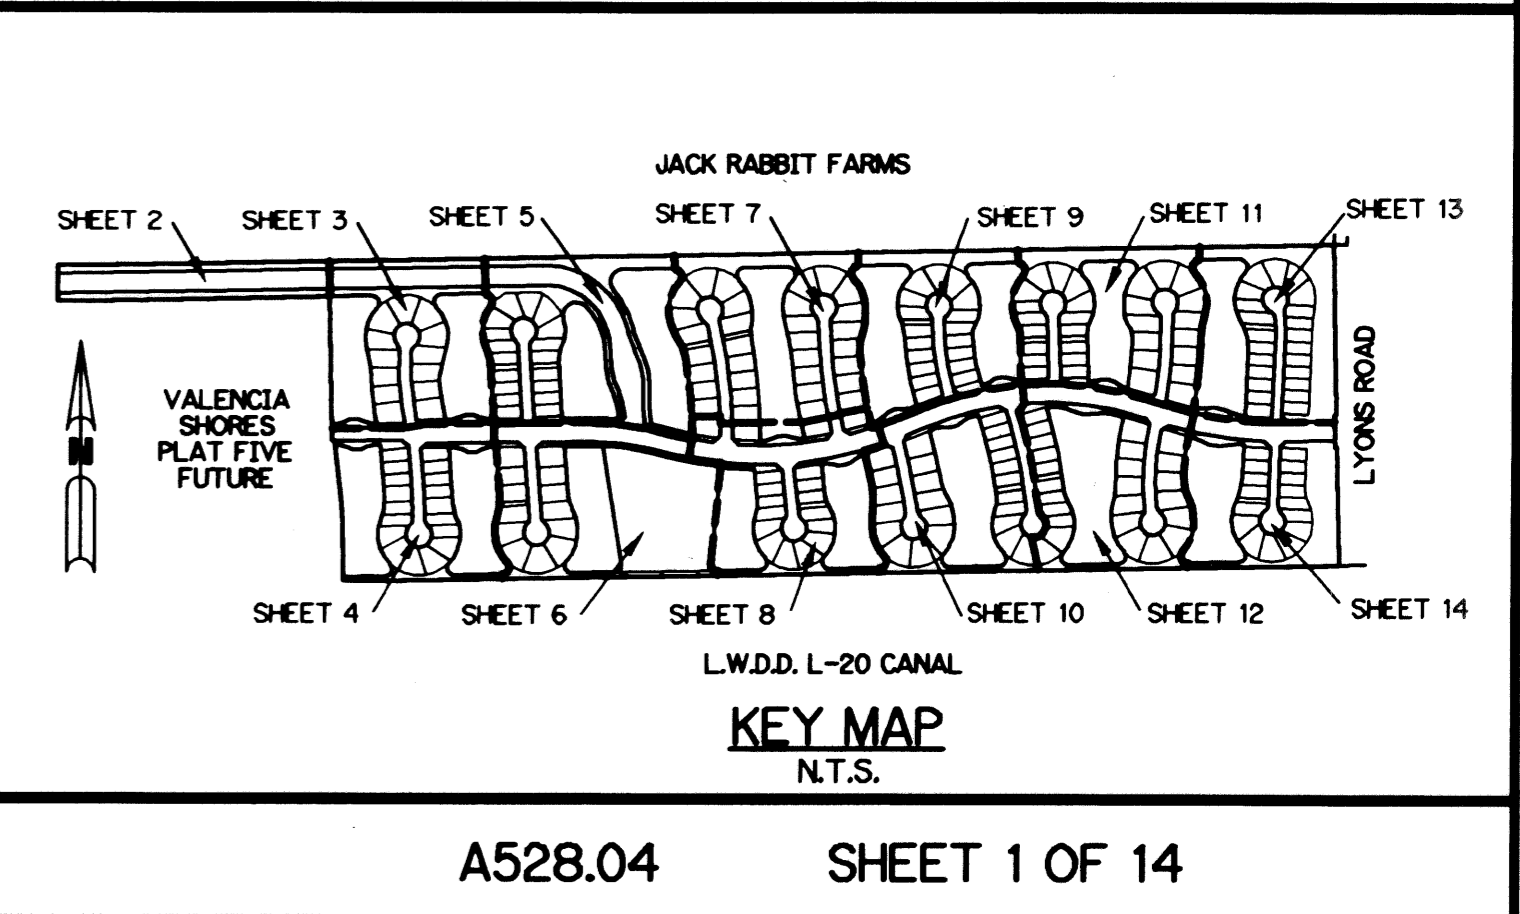 JACK RABBIT FARMS
SHEET 2
SHEET 3
SHEET 5
SHEET 7
SHEET 9
SHEET 11
SHEET 13
N
VALENCIA
SHORES
PLAT FIVE
FUTURE
LYONS ROAD
SHEET 4
SHEET 6
SHEET 8
SHEET 10
SHEET 12
SHEET 14
L.W.D.D. L-20 CANAL
KEY MAP
N.T.S.
A528.04
SHEET 1 OF 14